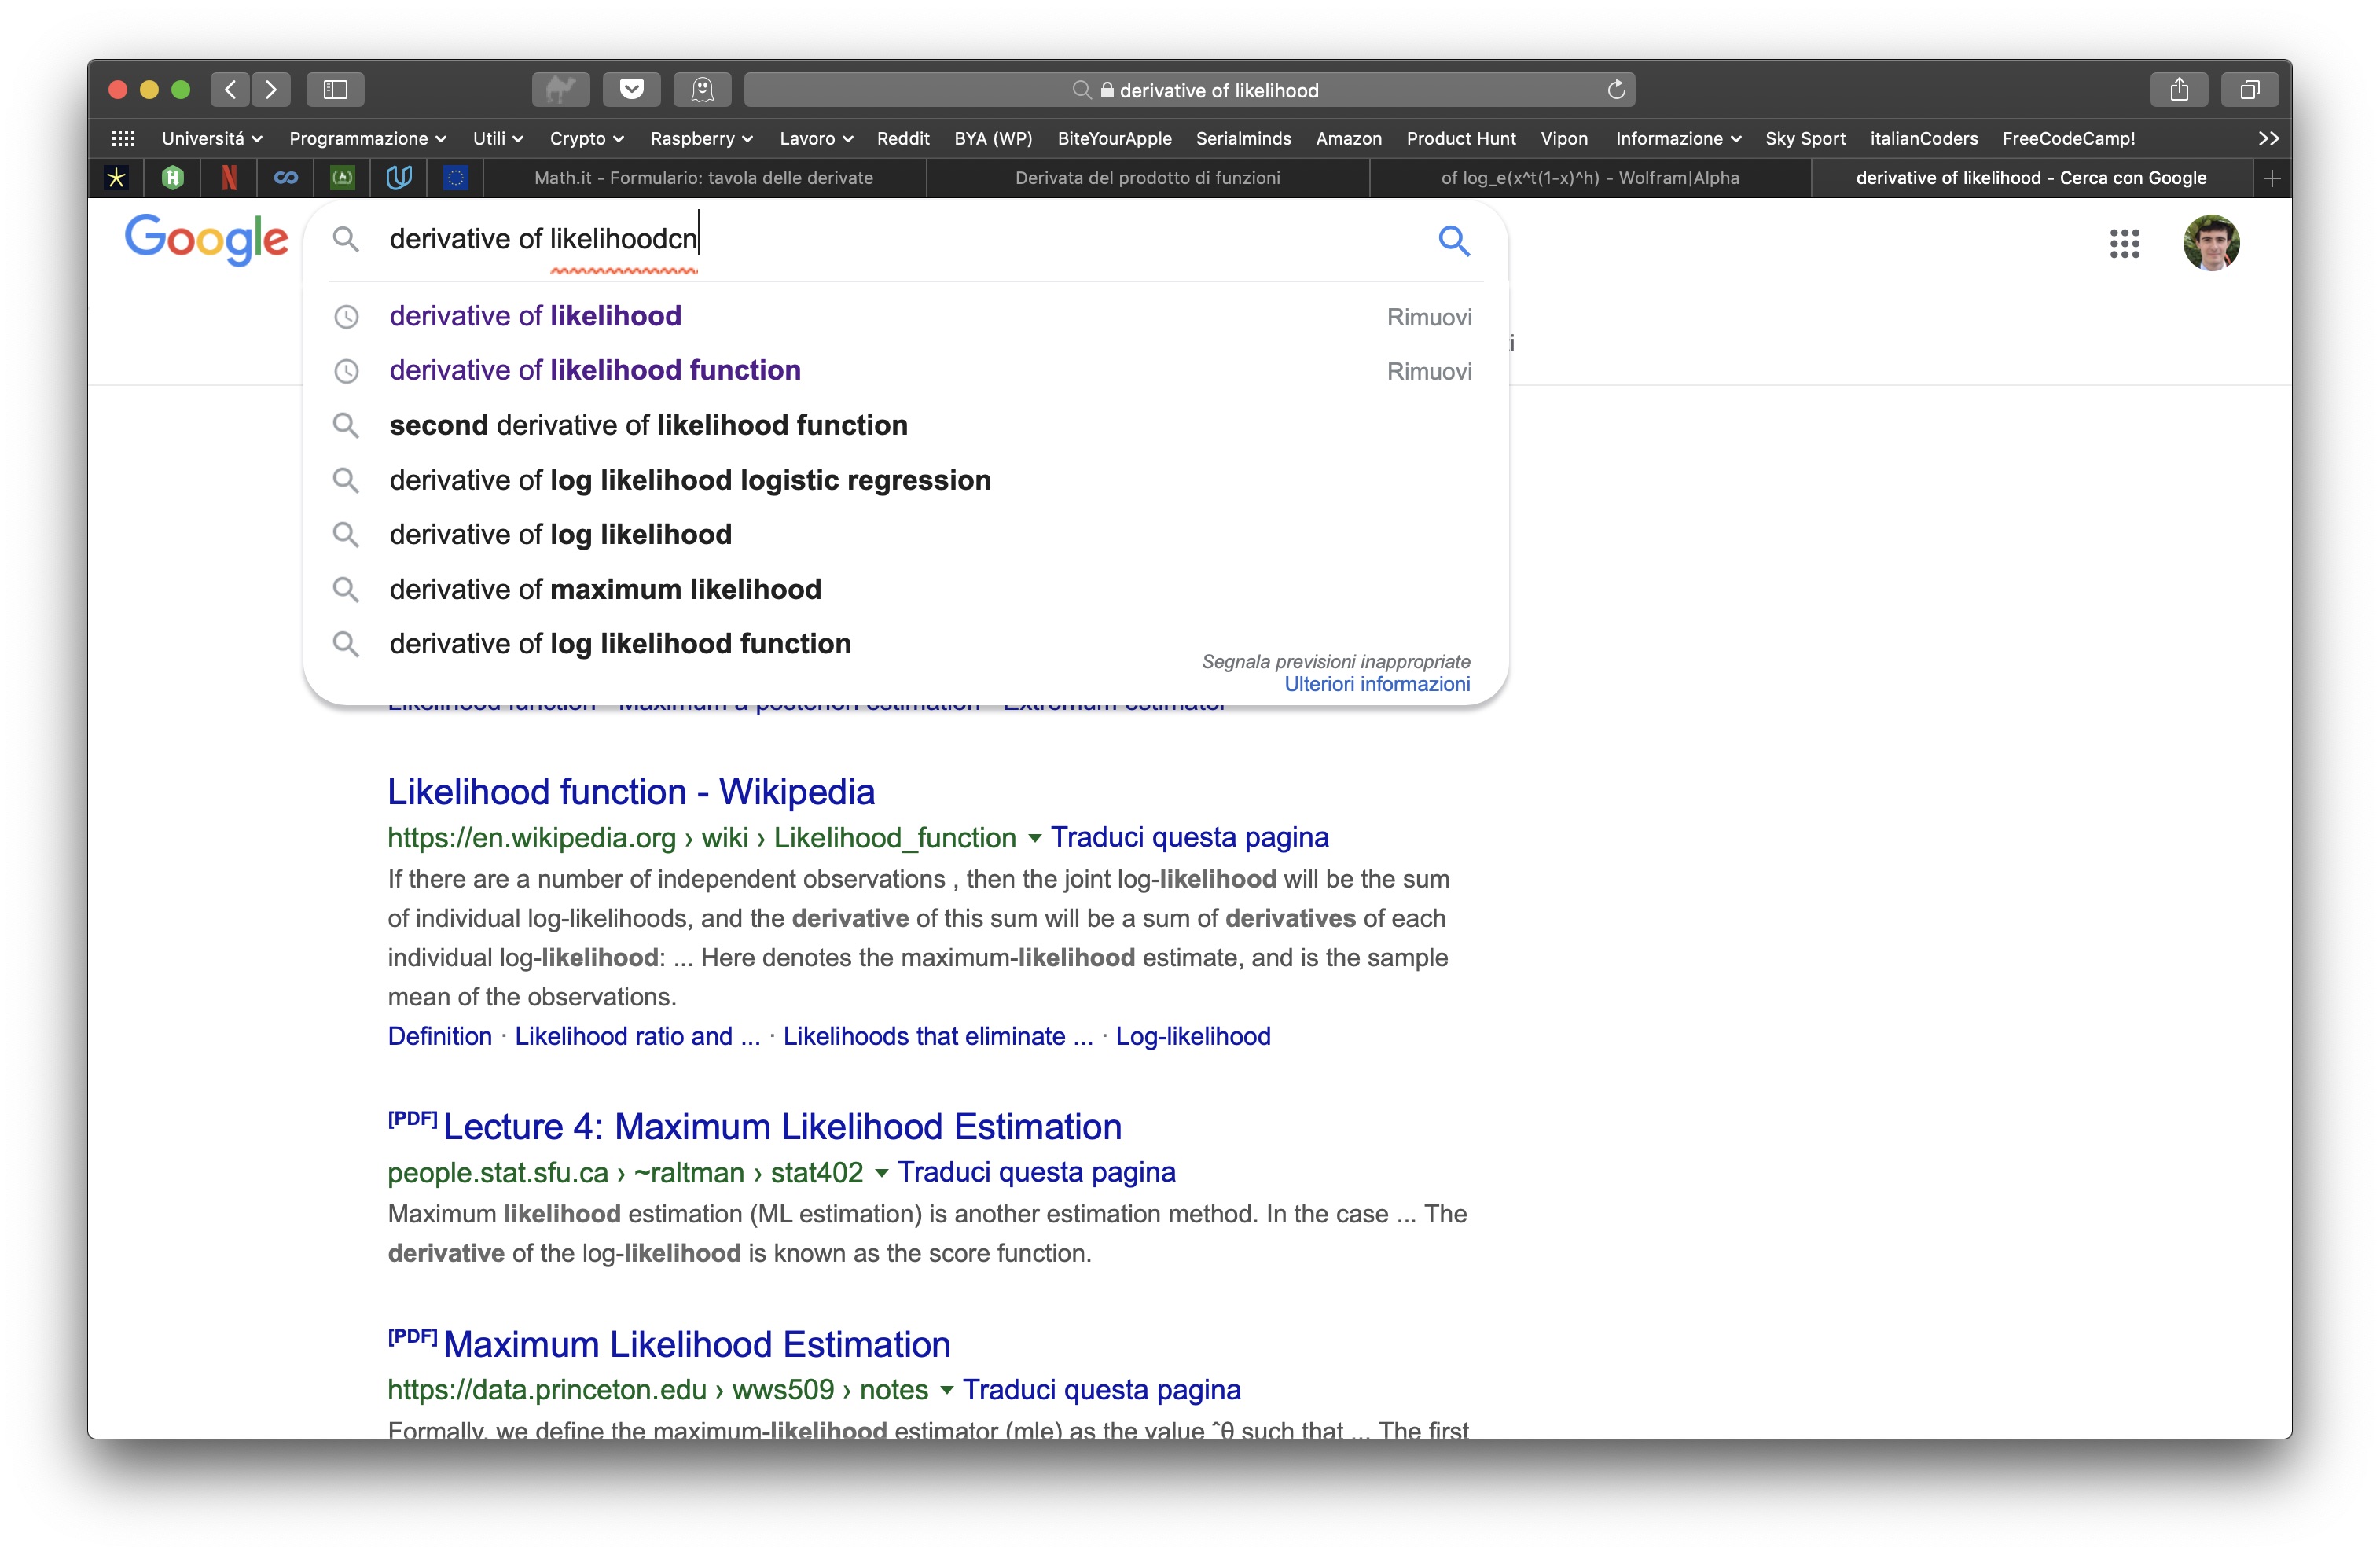 derivative of likelihood
Universitá Programmazione Utili Crypto Raspberry Lavoro Reddit BYA (WP) BiteYourApple Serialminds Amazon Product Hunt Vipon Informazione Sky Sport italianCoders FreeCodeCamp!
Math.it - Formulario: tavola delle derivate Derivata del prodotto di funzioni of log_e(x^t(1-x)^h) - Wolfram|Alpha derivative of likelihood - Cerca con Google
Google derivative of likelihoodcn
derivative of likelihood Rimuovi
derivative of likelihood function Rimuovi
second derivative of likelihood function
derivative of log likelihood logistic regression
derivative of log likelihood
derivative of maximum likelihood
derivative of log likelihood function
Segnala previsioni inappropriate
Ulteriori informazioni
Likelihood function Maximum a posteriori estimation Extremum estimator
Likelihood function - Wikipedia
https://en.wikipedia.org › wiki › Likelihood_function Traduci questa pagina
If there are a number of independent observations , then the joint log-likelihood will be the sum
of individual log-likelihoods, and the derivative of this sum will be a sum of derivatives of each
individual log-likelihood: ... Here denotes the maximum-likelihood estimate, and is the sample
mean of the observations.
Definition · Likelihood ratio and ... · Likelihoods that eliminate ... · Log-likelihood
[PDF] Lecture 4: Maximum Likelihood Estimation
people.stat.sfu.ca › ~raltman › stat402 Traduci questa pagina
Maximum likelihood estimation (ML estimation) is another estimation method. In the case ... The
derivative of the log-likelihood is known as the score function.
[PDF] Maximum Likelihood Estimation
https://data.princeton.edu › wws509 › notes Traduci questa pagina
Formally, we define the maximum-likelihood estimator (mle) as the value ˆθ such that ... The first